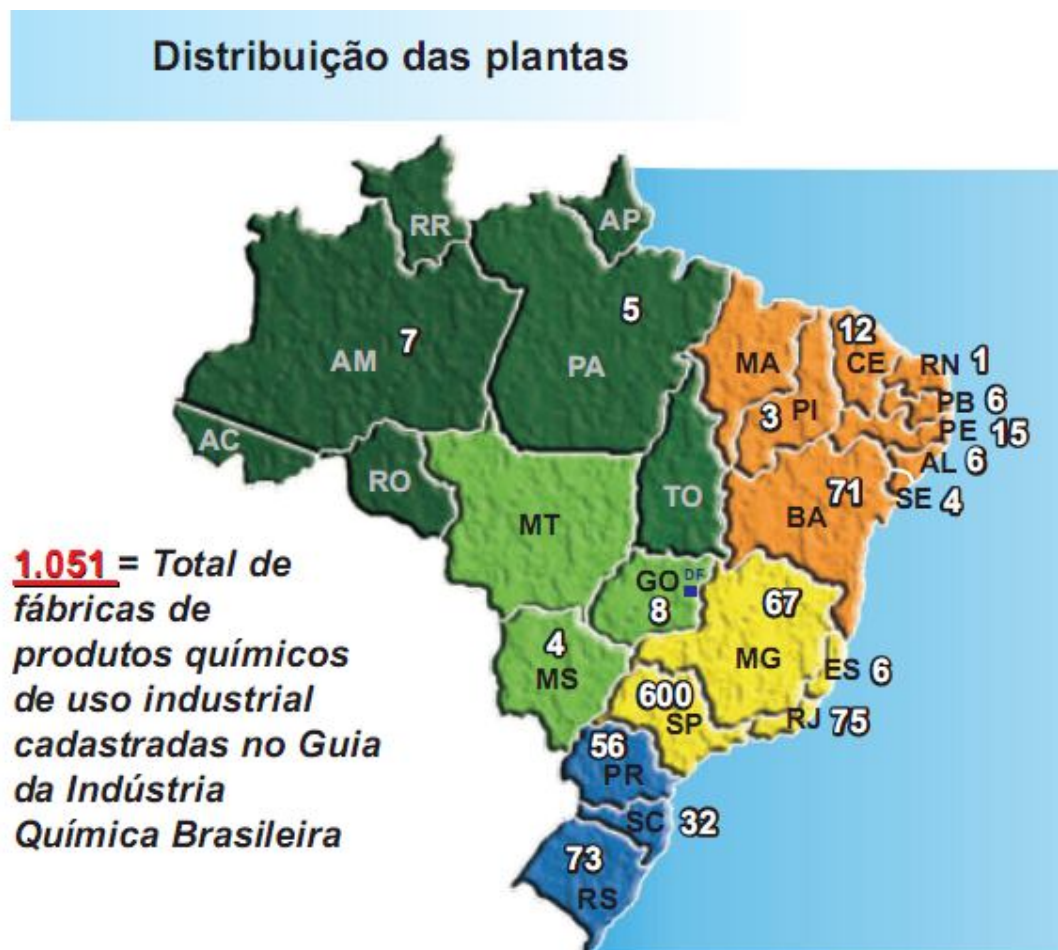 Distribuição das plantas
RR
AP
AM 7
5
PA
AC
RO
TO
MA
12
CE
RN 1
3 PI
PB 6
PE 15
AL 6
SE 4
71
BA
MT
GO DF
8
67
MG
4
MS
ES 6
600
SP
RJ 75
56
PR
SC 32
73
RS
1.051 = Total de
fábricas de
produtos químicos
de uso industrial
cadastradas no Guia
da Indústria
Química Brasileira